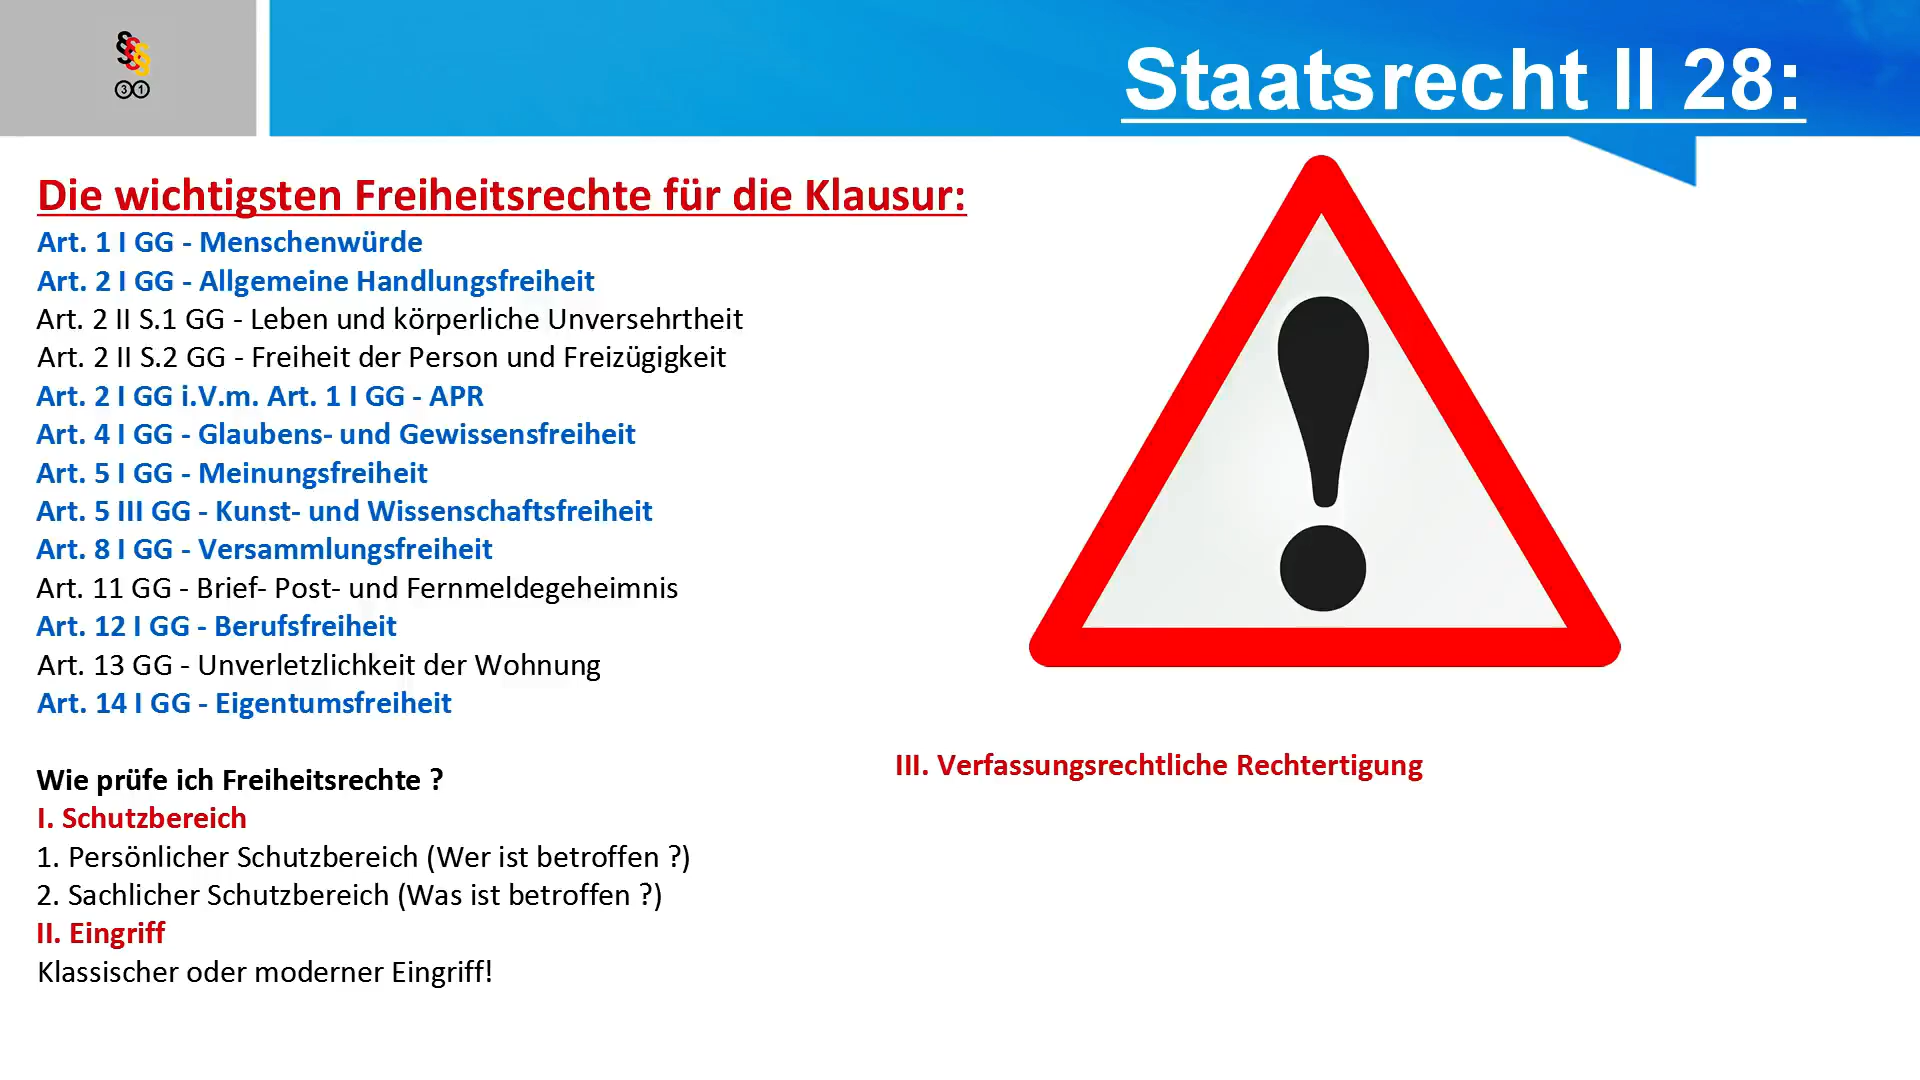 §§§
31
Staatsrecht II 28:
Die wichtigsten Freiheitsrechte für die Klausur:
Art. 1 I GG - Menschenwürde
Art. 2 I GG - Allgemeine Handlungsfreiheit
Art. 2 II S.1 GG - Leben und körperliche Unversehrtheit
Art. 2 II S.2 GG - Freiheit der Person und Freizügigkeit
Art. 2 I GG i.V.m. Art. 1 I GG - APR
Art. 4 I GG - Glaubens- und Gewissensfreiheit
Art. 5 I GG - Meinungsfreiheit
Art. 5 III GG - Kunst- und Wissenschaftsfreiheit
Art. 8 I GG - Versammlungsfreiheit
Art. 11 GG - Brief- Post- und Fernmeldegeheimnis
Art. 12 I GG - Berufsfreiheit
Art. 13 GG - Unverletzlichkeit der Wohnung
Art. 14 I GG - Eigentumsfreiheit
Wie prüfe ich Freiheitsrechte ?
I. Schutzbereich
1. Persönlicher Schutzbereich (Wer ist betroffen ?)
2. Sachlicher Schutzbereich (Was ist betroffen ?)
II. Eingriff
Klassischer oder moderner Eingriff!
III. Verfassungsrechtliche Rechtertigung